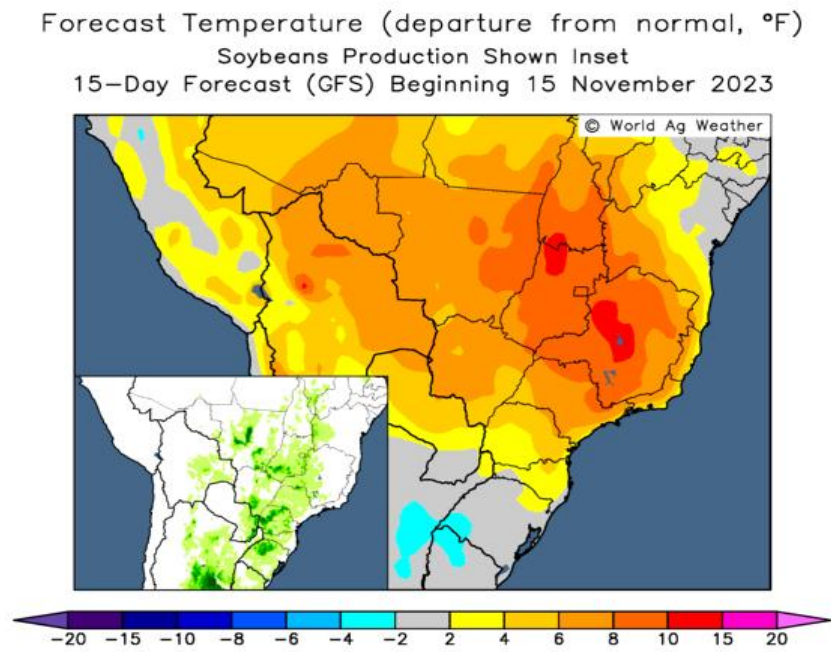 Forecast Temperature (departure from normal, °F)
Soybeans Production Shown Inset
15-Day Forecast (GFS) Beginning 15 November 2023
© World Ag Weather
-20 -15 -10 -8 -6 -4 -2 2 4 6 8 10 15 20